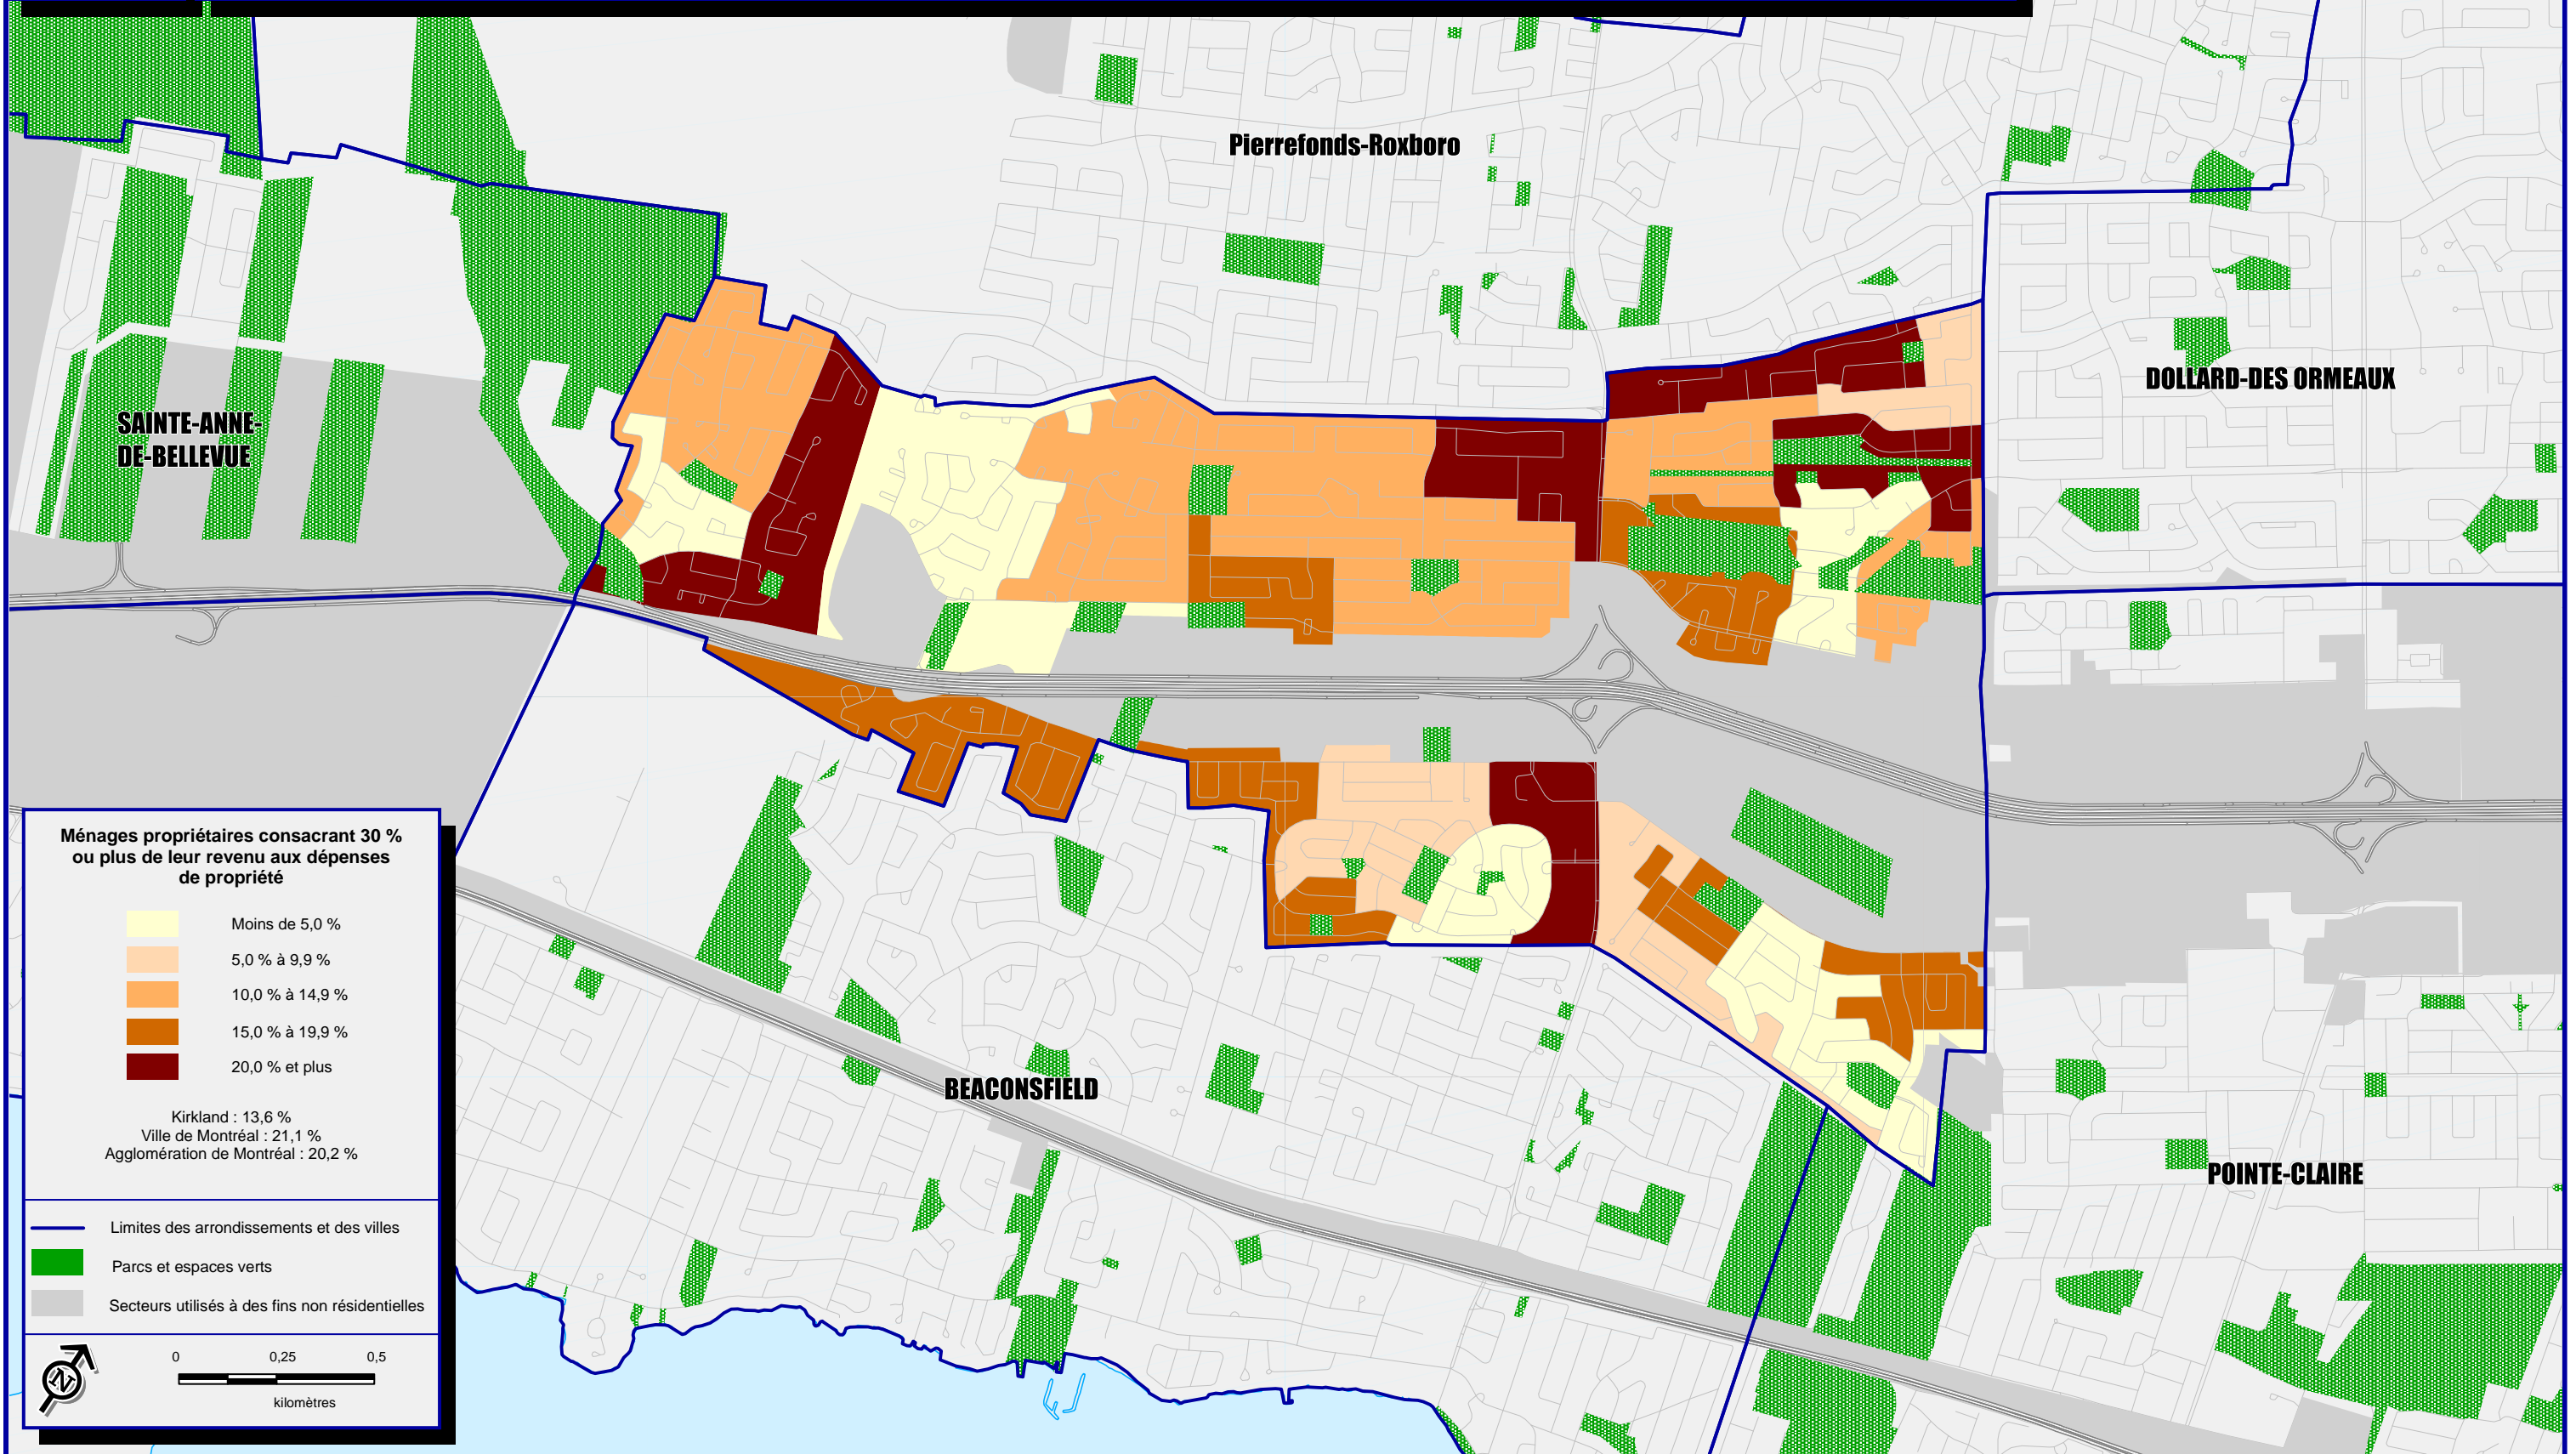 Pierrefonds-Roxboro
DOLLARD-DES ORMEAUX
SAINTE-ANNE-
DE-BELLEVUE
BEACONSFIELD
POINTE-CLAIRE
Ménages propriétaires consacrant 30 %
ou plus de leur revenu aux dépenses
de propriété
Moins de 5,0 %
5,0 % à 9,9 %
10,0 % à 14,9 %
15,0 % à 19,9 %
20,0 % et plus
Kirkland : 13,6 %
Ville de Montréal : 21,1 %
Agglomération de Montréal : 20,2 %
Limites des arrondissements et des villes
Parcs et espaces verts
Secteurs utilisés à des fins non résidentielles
N
0 0,25 0,5
kilomètres